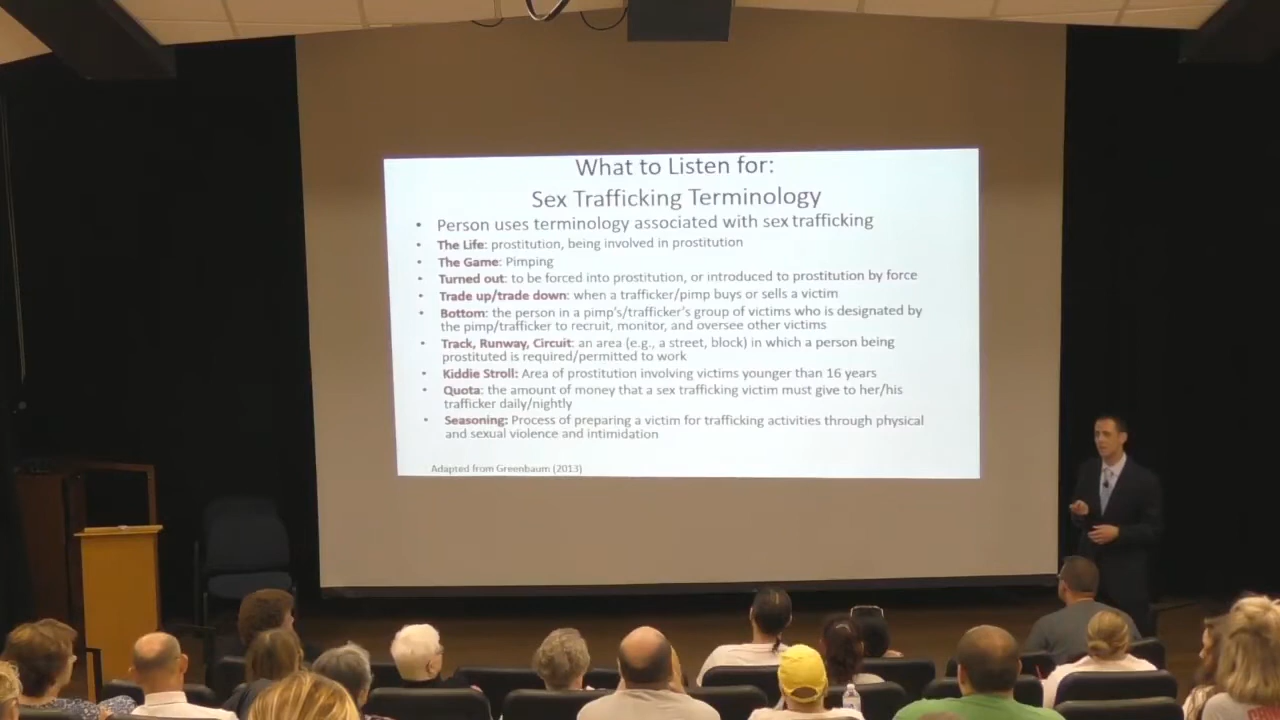 What to Listen for:
Sex Trafficking Terminology
• Person uses terminology associated with sex trafficking
• The Life: prostitution, being involved in prostitution
• The Game: Pimping
• Turned out: to be forced into prostitution, or introduced to prostitution by force
• Trade up/trade down: when a trafficker/pimp buys or sells a victim
• Bottom: the person in a pimp's/trafficker's group of victims who is designated by
the pimp/trafficker to recruit, monitor, and oversee other victims
• Track, Runway, Circuit: an area (e.g., a street, block) in which a person being
prostituted is required/permitted to work
• Kiddie Stroll: Area of prostitution involving victims younger than 16 years
• Quota: the amount of money that a sex trafficking victim must give to her/his
trafficker daily/nightly
• Seasoning: Process of preparing a victim for trafficking activities through physical
and sexual violence and intimidation
Adapted from Greenbaum (2013)